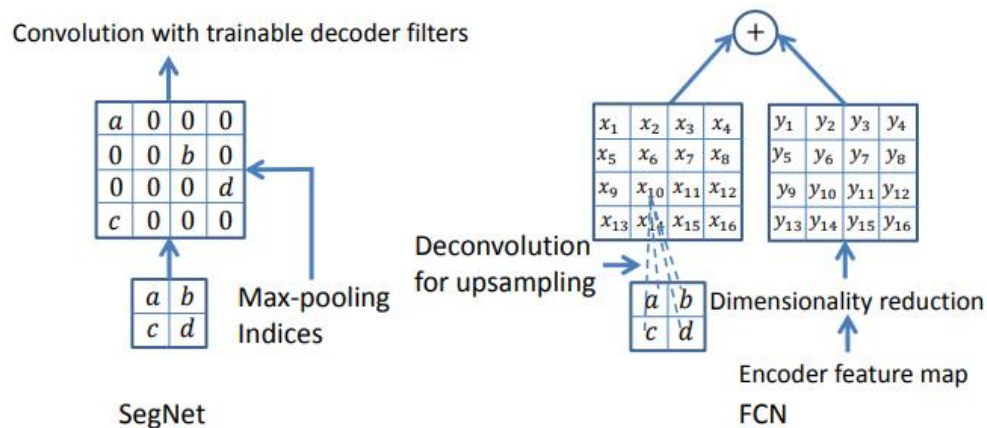 Convolution with trainable decoder filters
a 0 0 0
0 0 b 0
0 0 0 d
c 0 0 0
a b
c d
Max-pooling
Indices
SegNet
+
x₁ x₂ x₃ x₄
x₅ x₆ x₇ x₈
x₉ x₁₀ x₁₁ x₁₂
x₁₃ x₁₄ x₁₅ x₁₆
y₁ y₂ y₃ y₄
y₅ y₆ y₇ y₈
y₉ y₁₀ y₁₁ y₁₂
y₁₃ y₁₄ y₁₅ y₁₆
Deconvolution
for upsampling
a b
c d
Dimensionality reduction
Encoder feature map
FCN